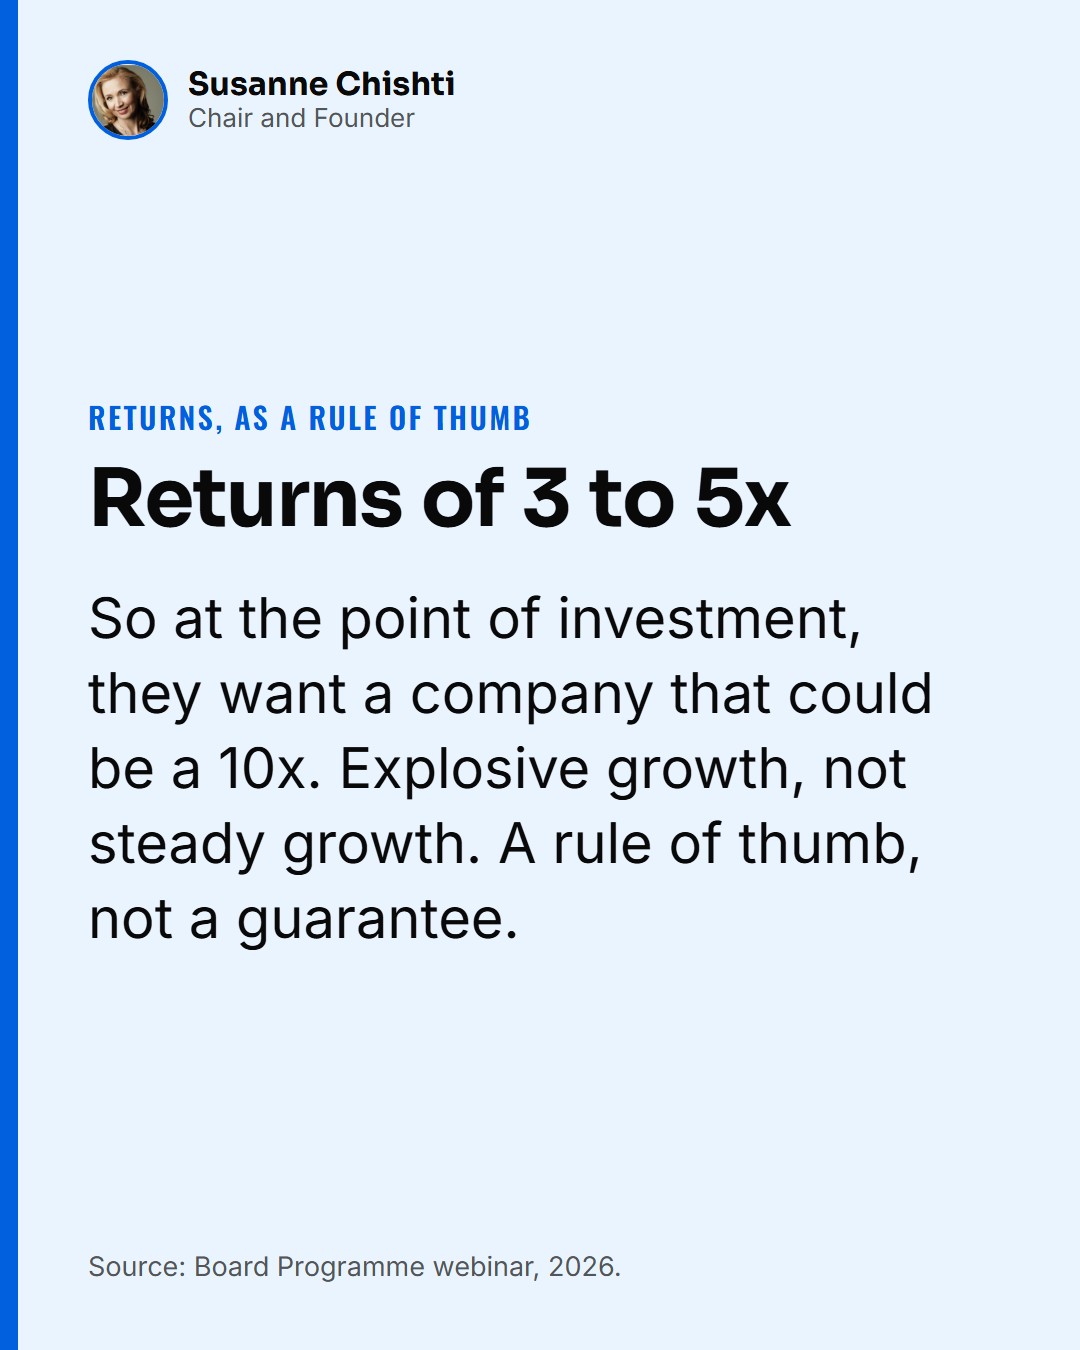 Susanne Chishti
Chair and Founder
RETURNS, AS A RULE OF THUMB
Returns of 3 to 5x
So at the point of investment,
they want a company that could
be a 10x. Explosive growth, not
steady growth. A rule of thumb,
not a guarantee.
Source: Board Programme webinar, 2026.